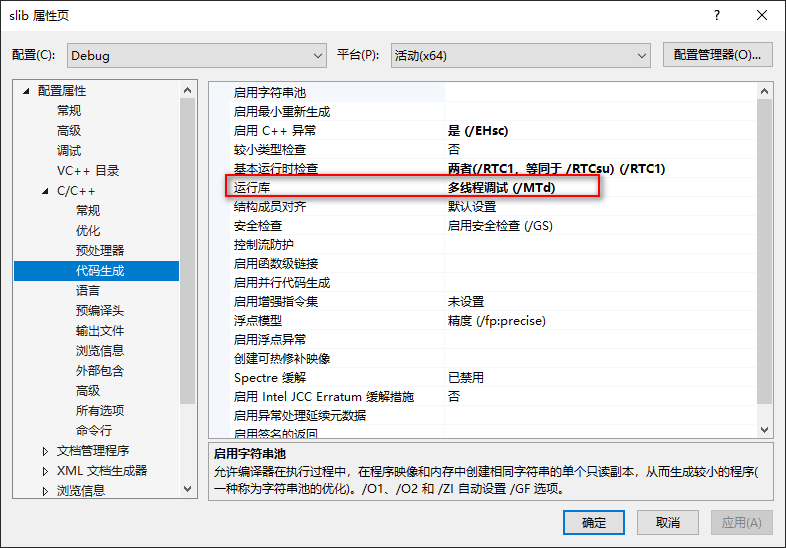 slib 属性页
配置(C): Debug 平台(P): 活动(x64) 配置管理器(O)...
配置属性
常规
高级
调试
VC++ 目录
C/C++
常规
优化
预处理器
代码生成
语言
预编译头
输出文件
浏览信息
外部包含
高级
所有选项
命令行
文档管理程序
XML 文档生成器
浏览信息
启用字符串池
启用最小重新生成
启用 C++ 异常 是 (/EHsc)
较小类型检查 否
基本运行时检查 两者(/RTC1，等同于 /RTCsu) (/RTC1)
运行库 多线程调试 (/MTd)
结构成员对齐 默认设置
安全检查 启用安全检查 (/GS)
控制流防护
启用函数级链接
启用并行代码生成
启用增强指令集 未设置
浮点模型 精度 (/fp:precise)
启用浮点异常
创建可热修补映像
Spectre 缓解 已禁用
启用 Intel JCC Erratum 缓解措施 否
启用异常处理延续元数据
启用签名的返回
启用字符串池
允许编译器在执行过程中，在程序映像和内存中创建相同字符串的单个只读副本，从而生成较小的程序(
一种称为字符串池的优化)。/O1、/O2 和 /ZI 自动设置 /GF 选项。
确定 取消 应用(A)